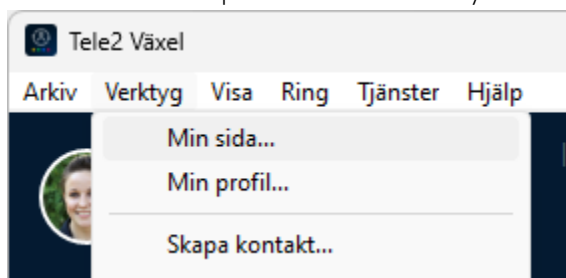 Tele2 Växel
Arkiv Verktyg Visa Ring Tjänster Hjälp
Min sida...
Min profil...
Skapa kontakt...